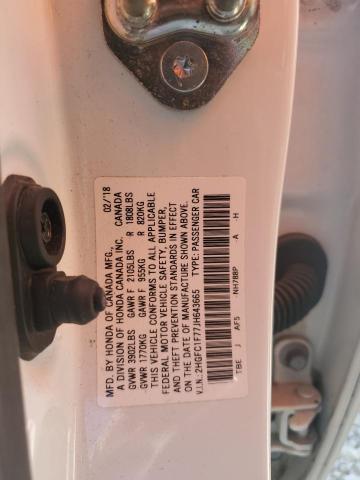 MFD. BY HONDA OF CANADA MFG., 02/'18
A DIVISION OF HONDA CANADA INC. CANADA
GVWR 3902LBS GAWR F 2105LBS R 1808LBS
GVWR 1770KG GAWR F 955KG R 820KG
THIS VEHICLE CONFORMS TO ALL APPLICABLE
FEDERAL MOTOR VEHICLE SAFETY, BUMPER,
AND THEFT PREVENTION STANDARDS IN EFFECT
ON THE DATE OF MANUFACTURE SHOWN ABOVE.
V.I.N.: 2HGFC1F77JH643665 TYPE: PASSENGER CAR
TBE J AF5 NH788P A H